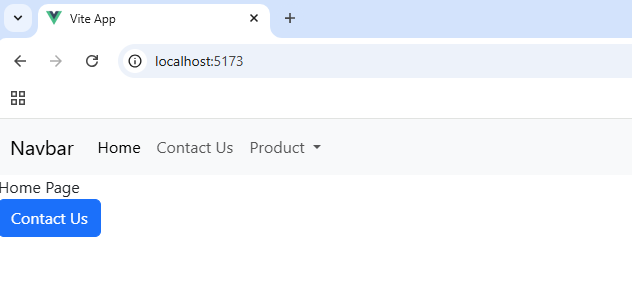 Vite App
localhost:5173
Navbar Home Contact Us Product
Home Page
Contact Us